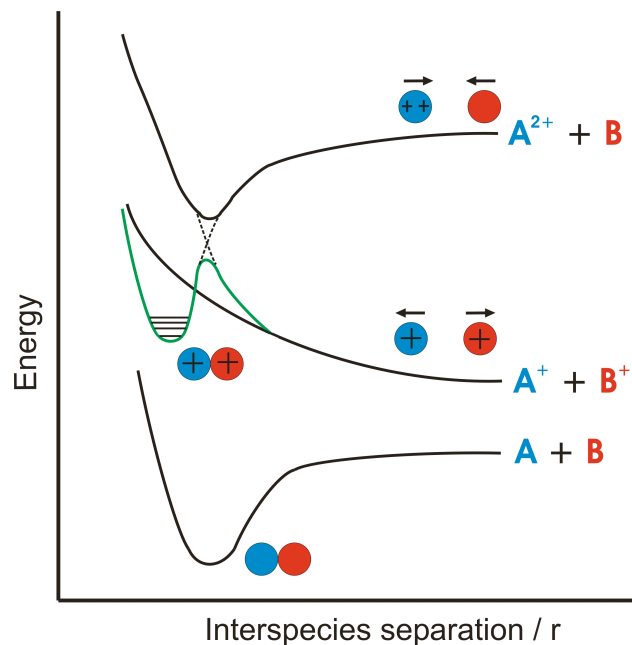 ++
A²⁺ + B
Energy
+ +
+ +
A⁺ + B⁺
A + B
Interspecies separation / r